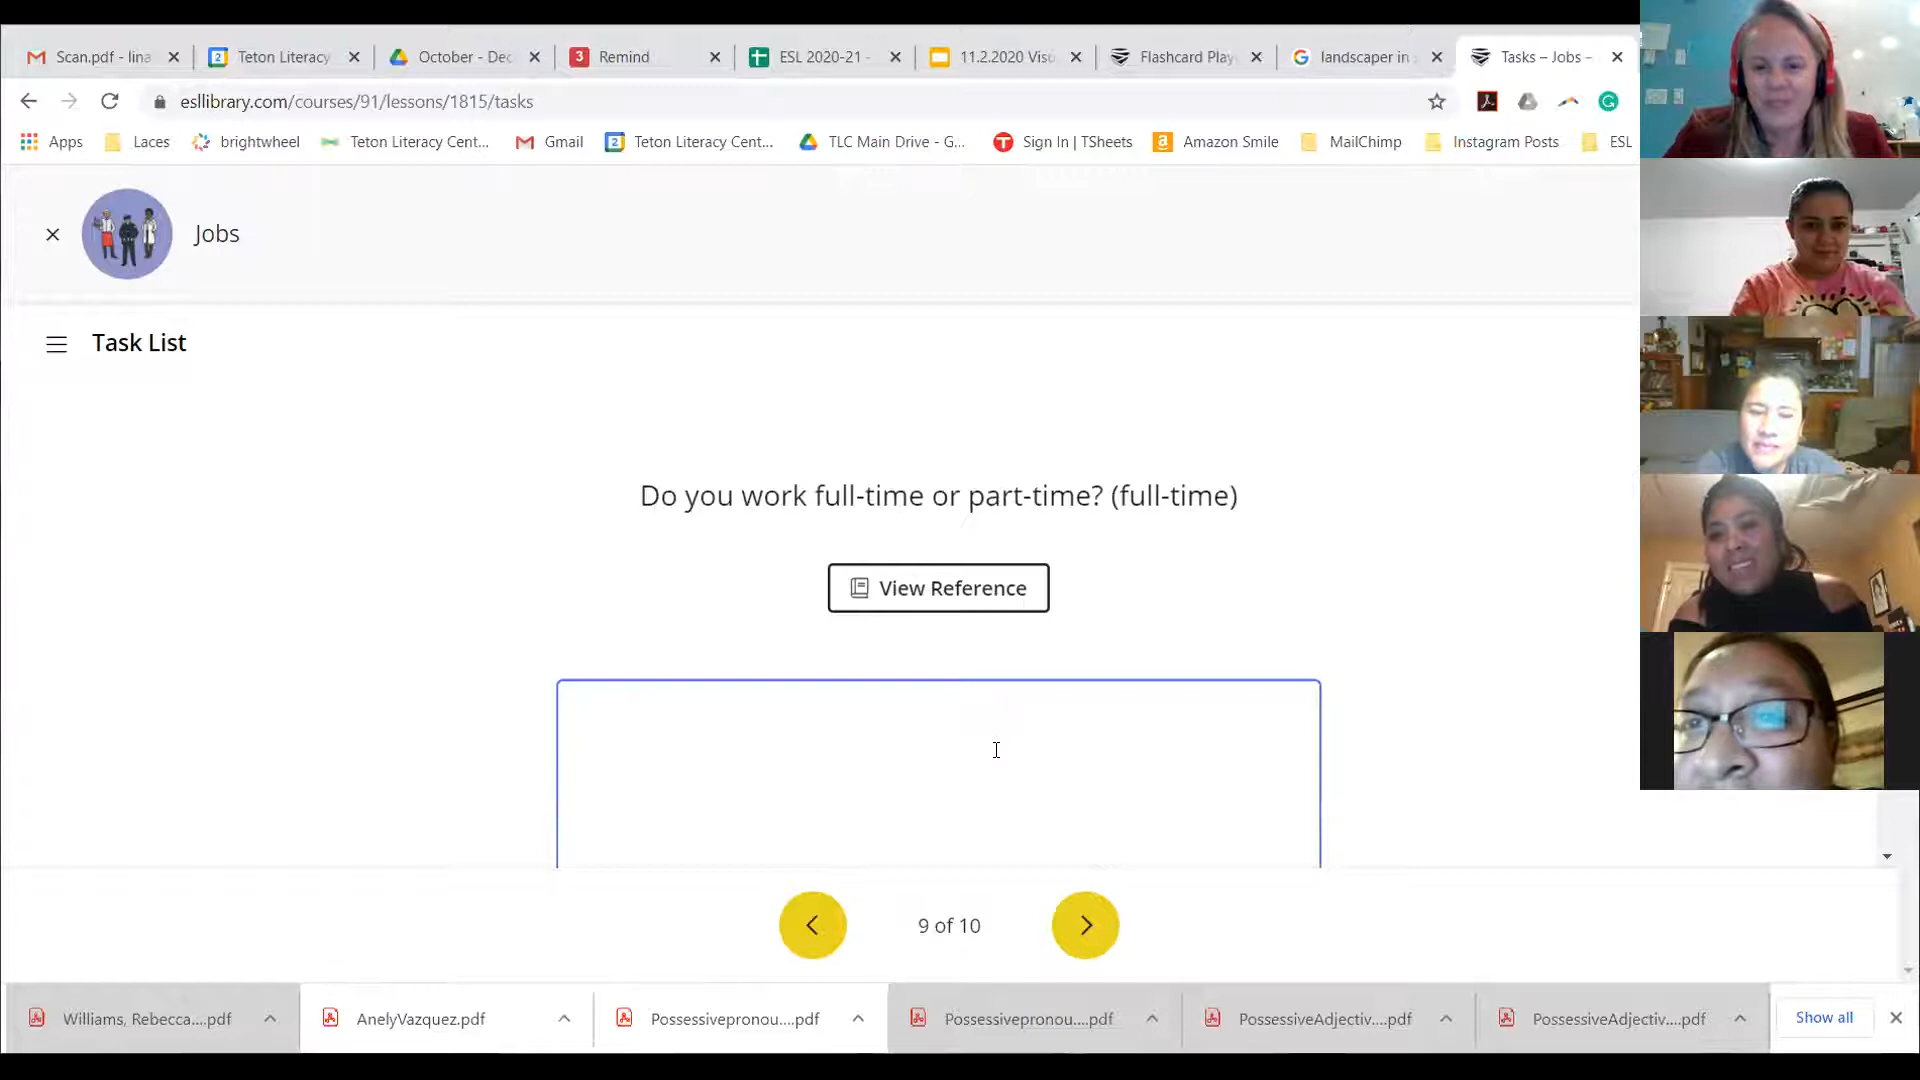 Scan.pdf - lina
Teton Literacy
October - Dec
3 Remind
ESL 2020-21 -
11.2.2020 Visu
Flashcard Play
landscaper in
Tasks – Jobs –
esllibrary.com/courses/91/lessons/1815/tasks
Apps
Laces
brightwheel
Teton Literacy Cent...
Gmail
2 Teton Literacy Cent...
TLC Main Drive - G...
Sign In | TSheets
Amazon Smile
MailChimp
Instagram Posts
ESL
Jobs
Task List
Do you work full-time or part-time? (full-time)
View Reference
9 of 10
Williams, Rebecca....pdf
AnelyVazquez.pdf
Possessivepronou....pdf
Possessivepronou....pdf
PossessiveAdjectiv....pdf
PossessiveAdjectiv....pdf
Show all